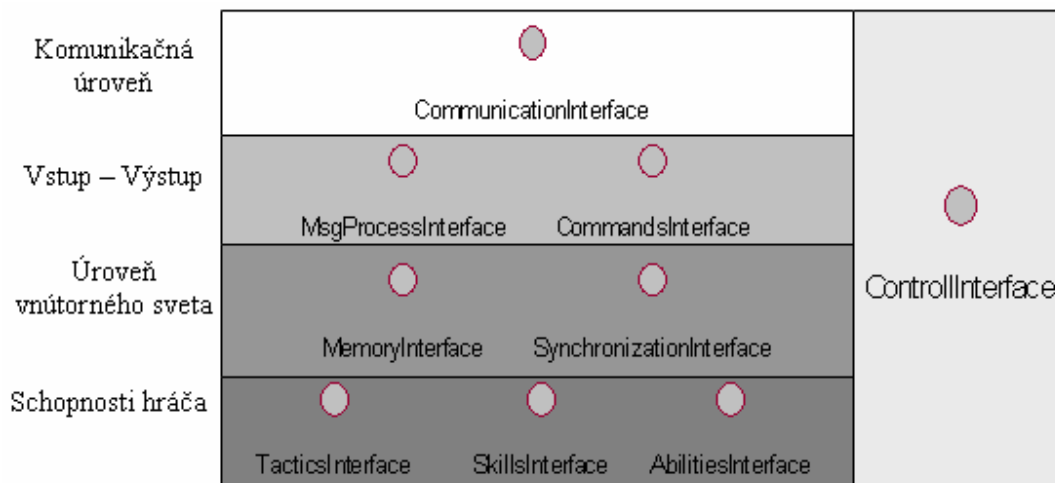 Komunikačná
úroveň
CommunicationInterface
Vstup – Výstup
MsgProcessInterface
CommandsInterface
Úroveň
vnútorného sveta
MemoryInterface
SynchronizationInterface
Schopnosti hráča
TacticsInterface
SkillsInterface
AbilitiesInterface
ControllInterface